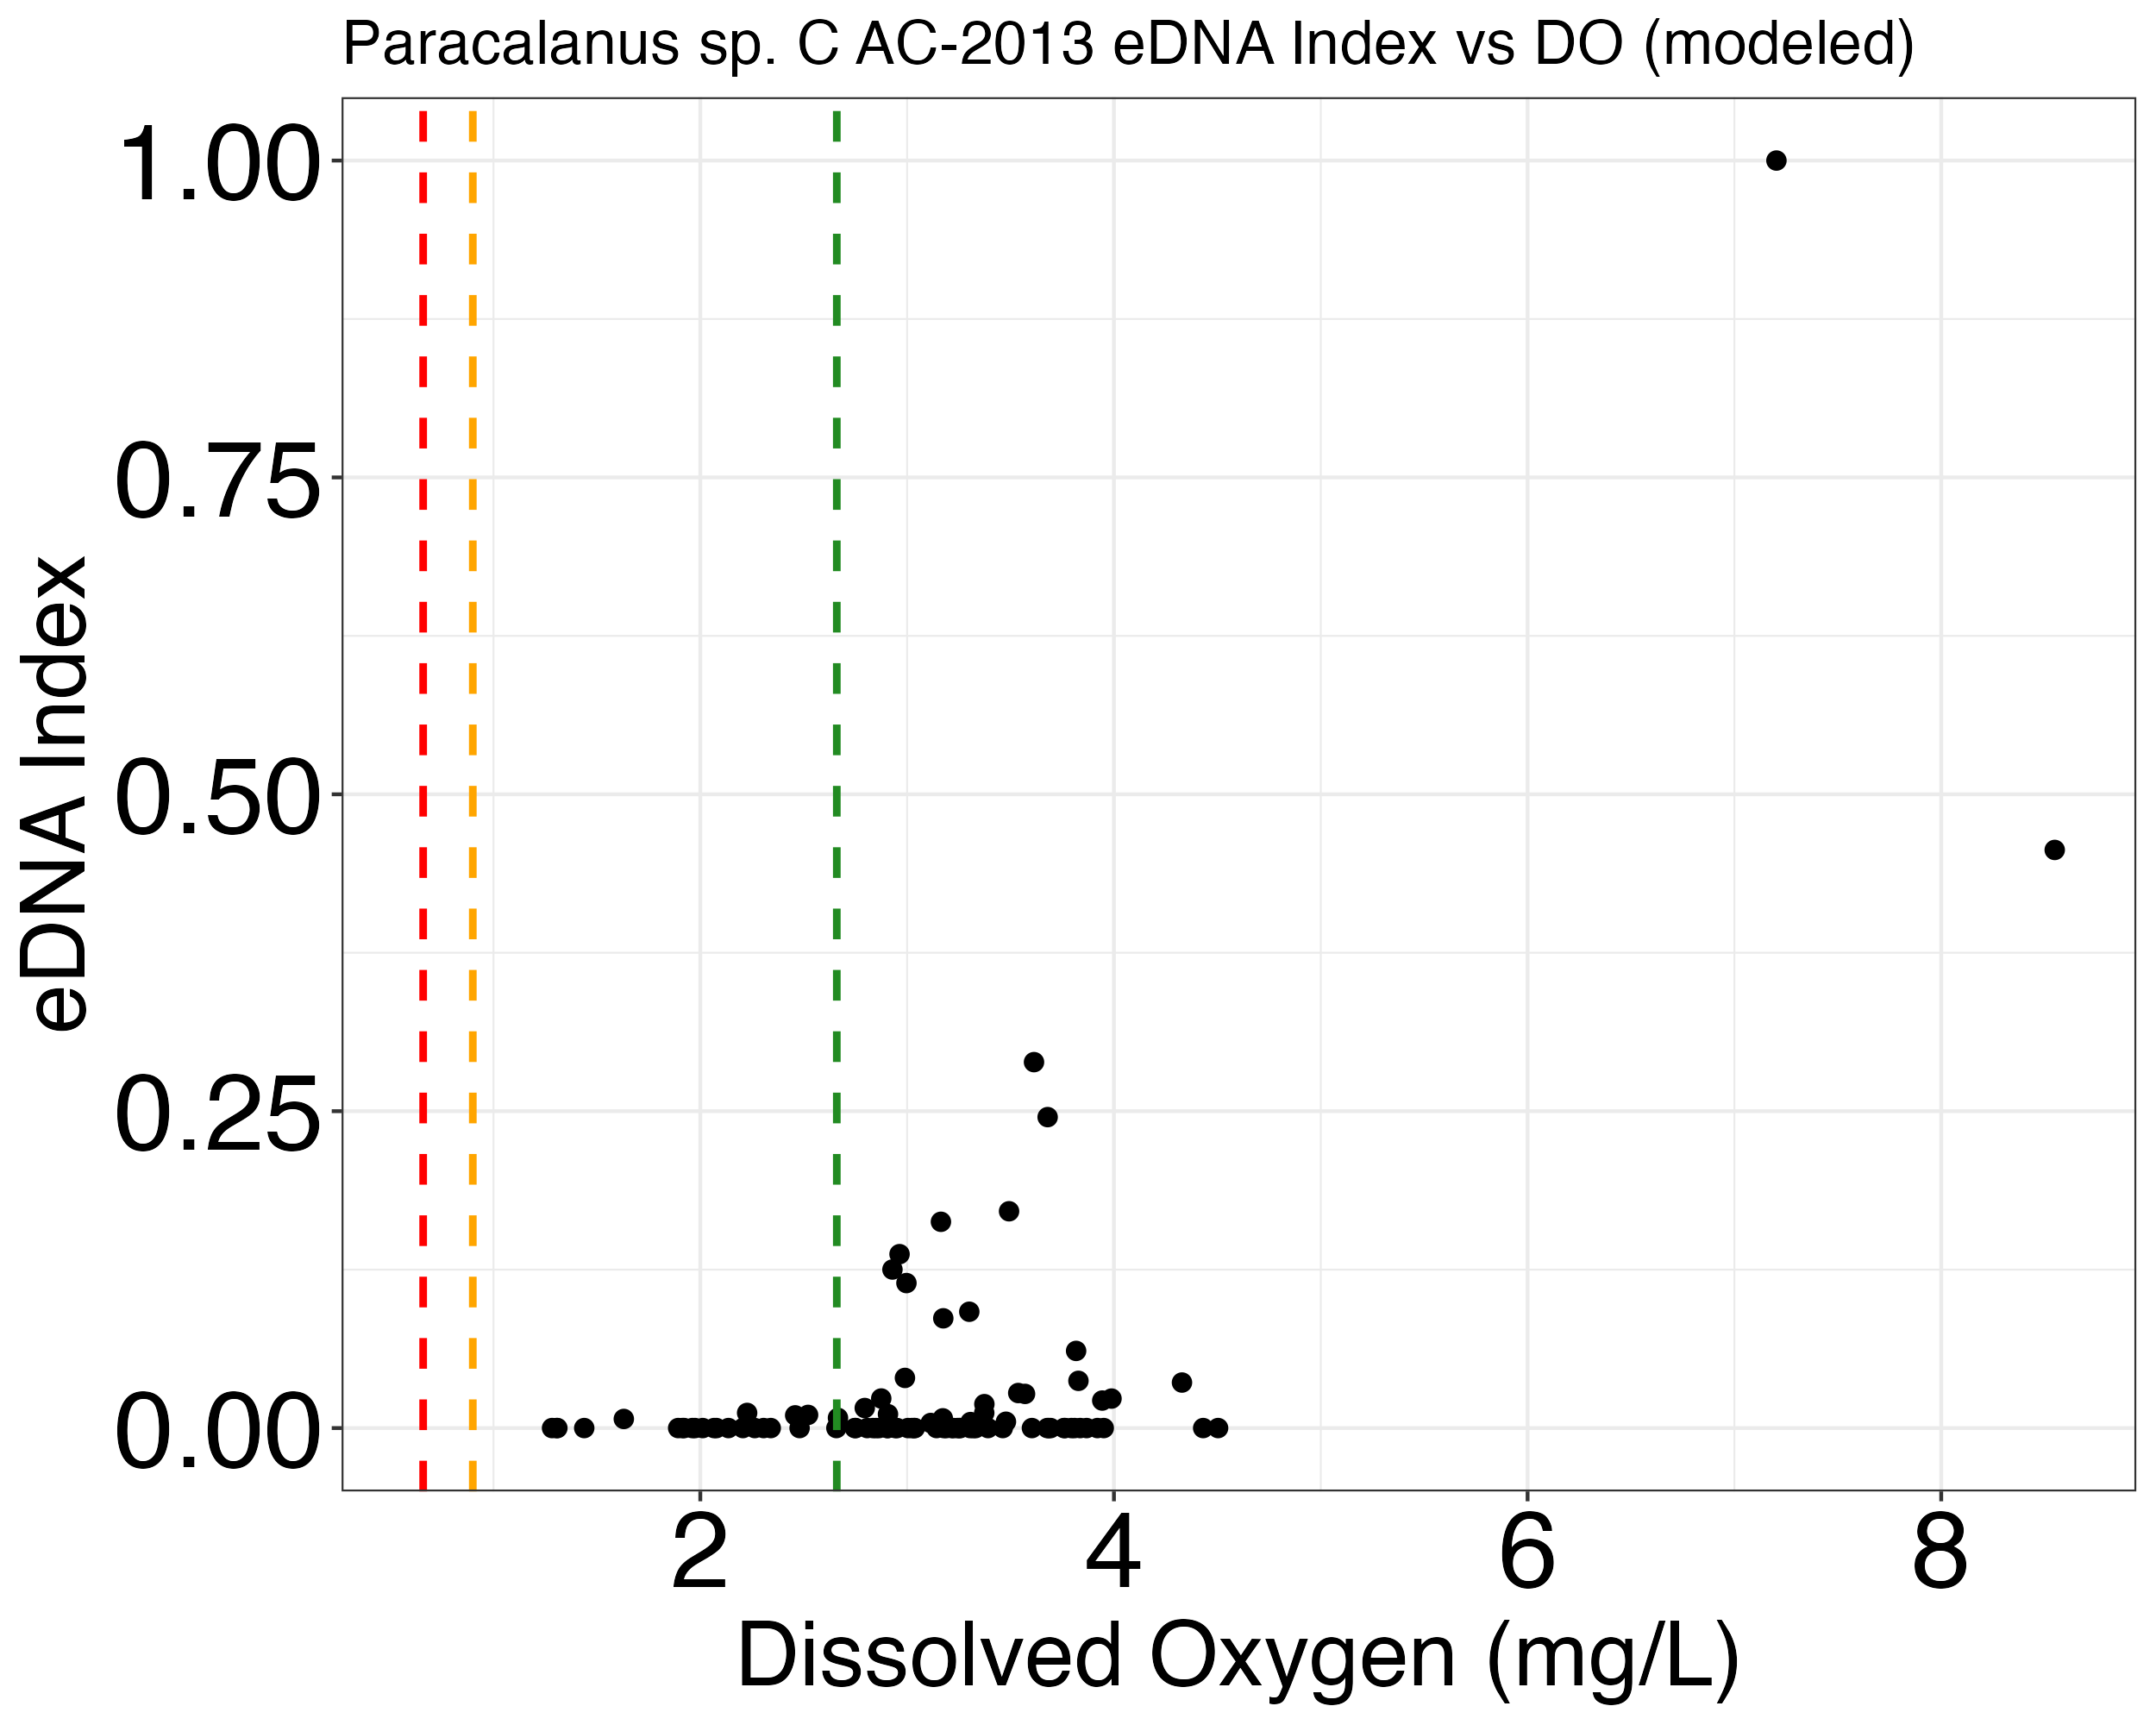 Paracalanus sp. C AC-2013 eDNA Index vs DO (modeled)
1.00
0.75
0.50
0.25
0.00
eDNA Index
2 4 6 8
Dissolved Oxygen (mg/L)